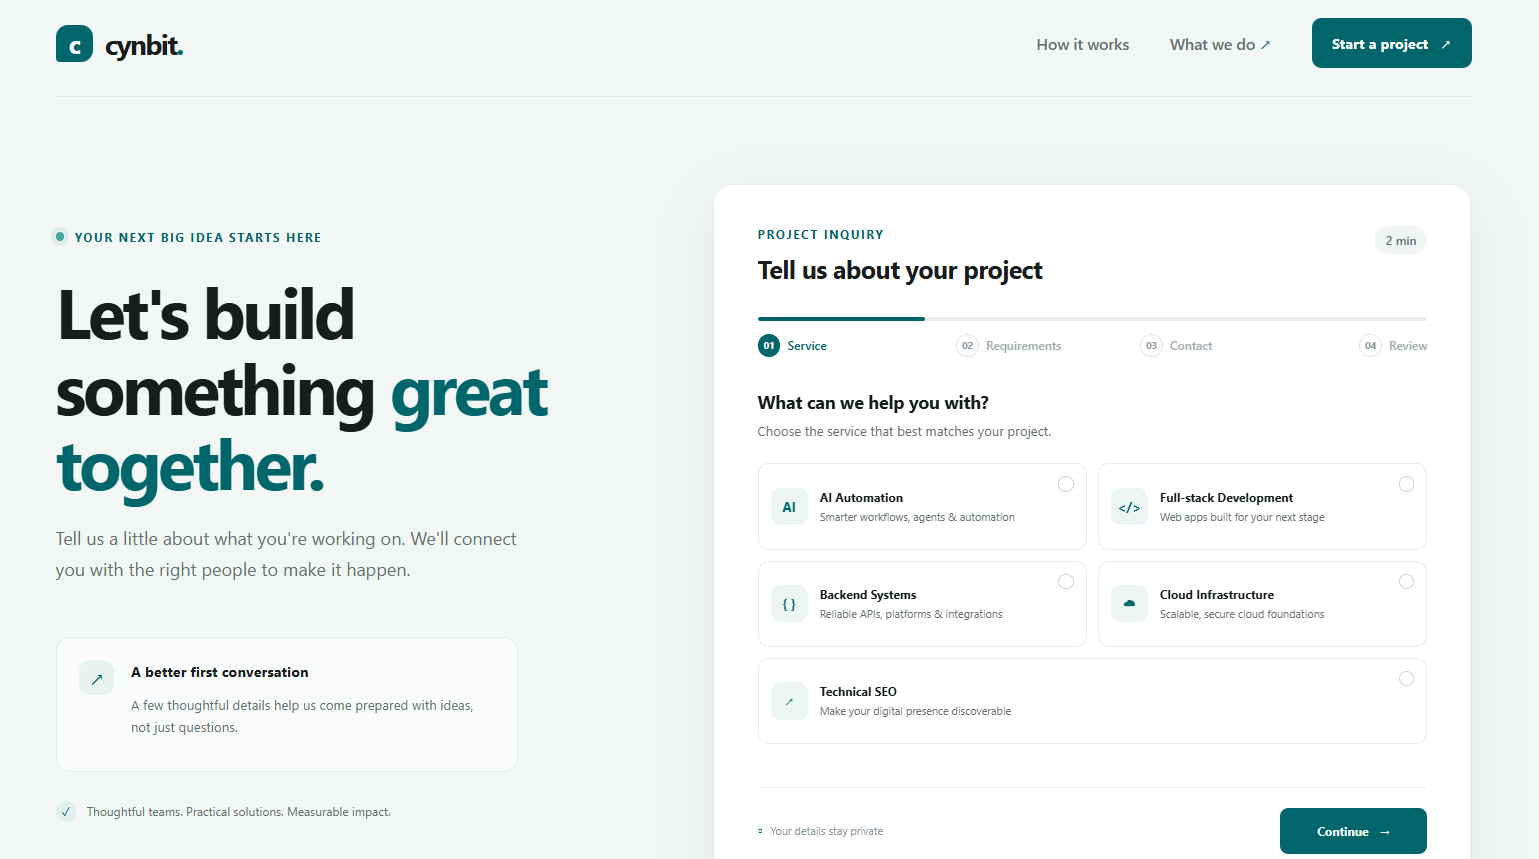 c cynbit.
How it works
What we do ↗
Start a project ↗
YOUR NEXT BIG IDEA STARTS HERE
Let's build
something great
together.
Tell us a little about what you're working on. We'll connect
you with the right people to make it happen.
↗
A better first conversation
A few thoughtful details help us come prepared with ideas,
not just questions.
✓ Thoughtful teams. Practical solutions. Measurable impact.
PROJECT INQUIRY
2 min
Tell us about your project
01 Service
02 Requirements
03 Contact
04 Review
What can we help you with?
Choose the service that best matches your project.
AI
AI Automation
Smarter workflows, agents & automation
</>
Full-stack Development
Web apps built for your next stage
{ }
Backend Systems
Reliable APIs, platforms & integrations
Cloud Infrastructure
Scalable, secure cloud foundations
↗
Technical SEO
Make your digital presence discoverable
Your details stay private
Continue →